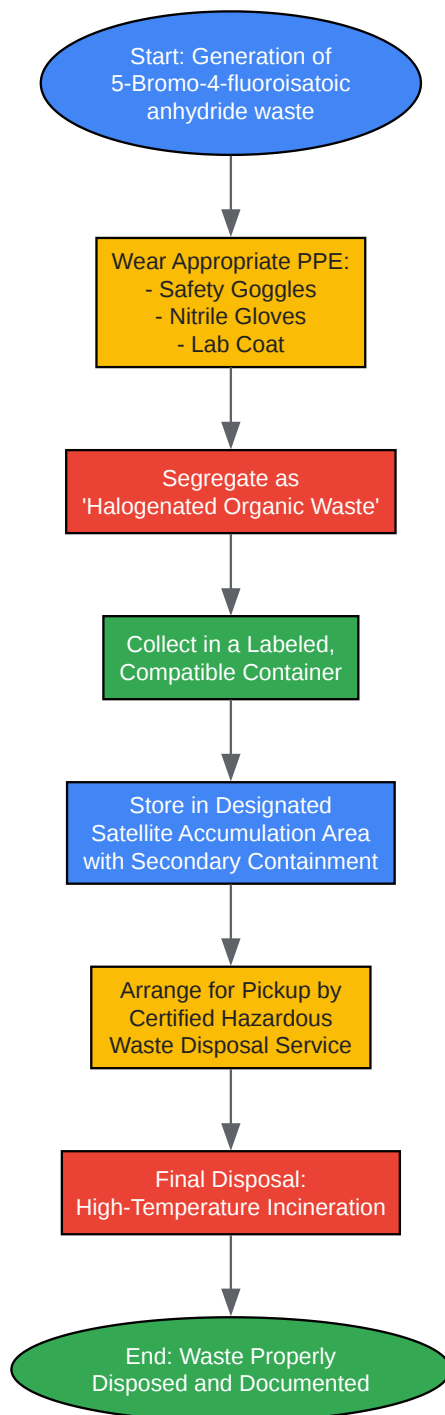 Start: Generation of
5-Bromo-4-fluoroisatoic
anhydride waste
Wear Appropriate PPE:
- Safety Goggles
- Nitrile Gloves
- Lab Coat
Segregate as
'Halogenated Organic Waste'
Collect in a Labeled,
Compatible Container
Store in Designated
Satellite Accumulation Area
with Secondary Containment
Arrange for Pickup by
Certified Hazardous
Waste Disposal Service
Final Disposal:
High-Temperature Incineration
End: Waste Properly
Disposed and Documented